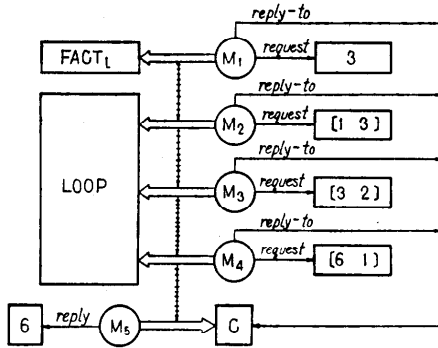 reply-to
FACTι M₁ request 3
reply-to
M₂ request [1 3]
reply-to
LOOP M₃ request [3 2]
reply-to
M₄ request [6 1]
6 reply M₅ C